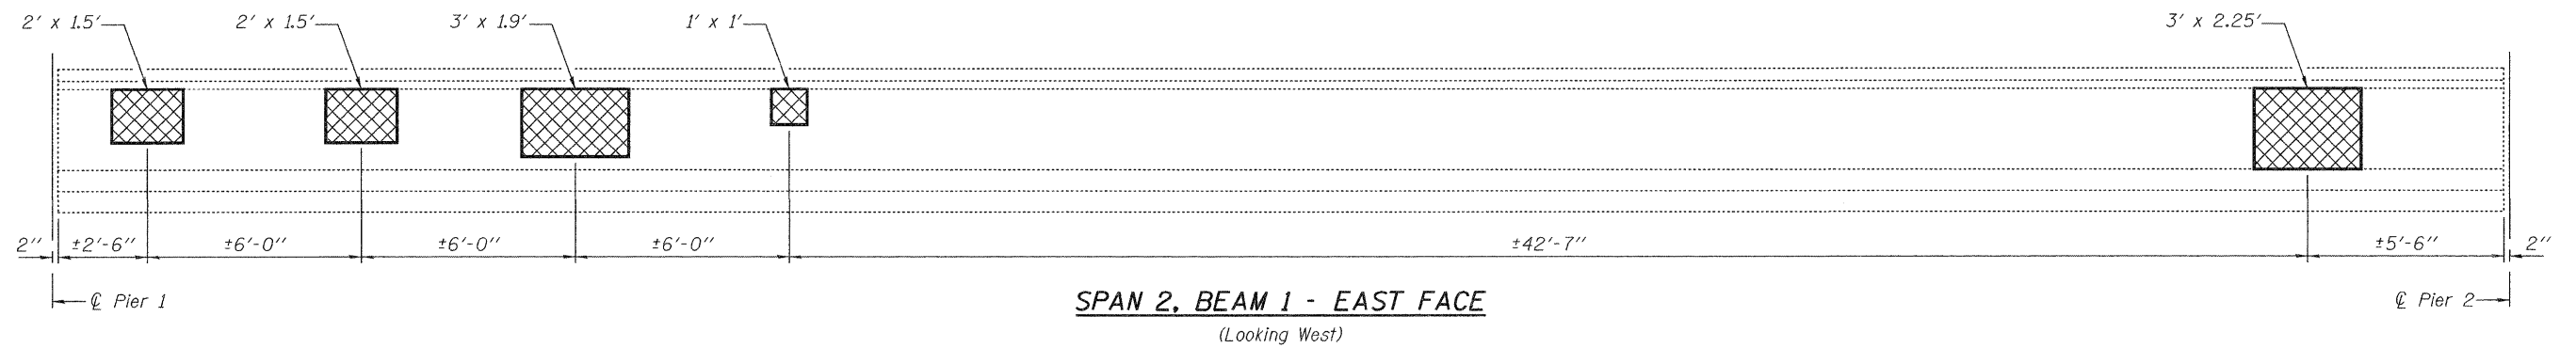 2' x 1.5'
2' x 1.5'
3' x 1.9'
1' x 1'
3' x 2.25'
2"
±2'-6"
±6'-0"
±6'-0"
±6'-0"
±42'-7"
±5'-6"
2"
℄ Pier 1
℄ Pier 2
SPAN 2, BEAM 1 - EAST FACE
(Looking West)